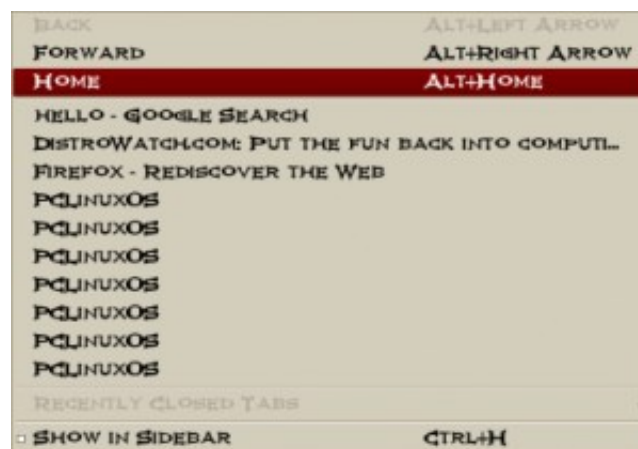 Back Alt+Left Arrow
Forward Alt+Right Arrow
Home Alt+Home
hello - Google Search
DistroWatch.com: Put the fun back into computi...
Firefox - Rediscover the Web
PCLinuxOS
PCLinuxOS
PCLinuxOS
PCLinuxOS
PCLinuxOS
PCLinuxOS
PCLinuxOS
Recently Closed Tabs
Show in Sidebar Ctrl+H